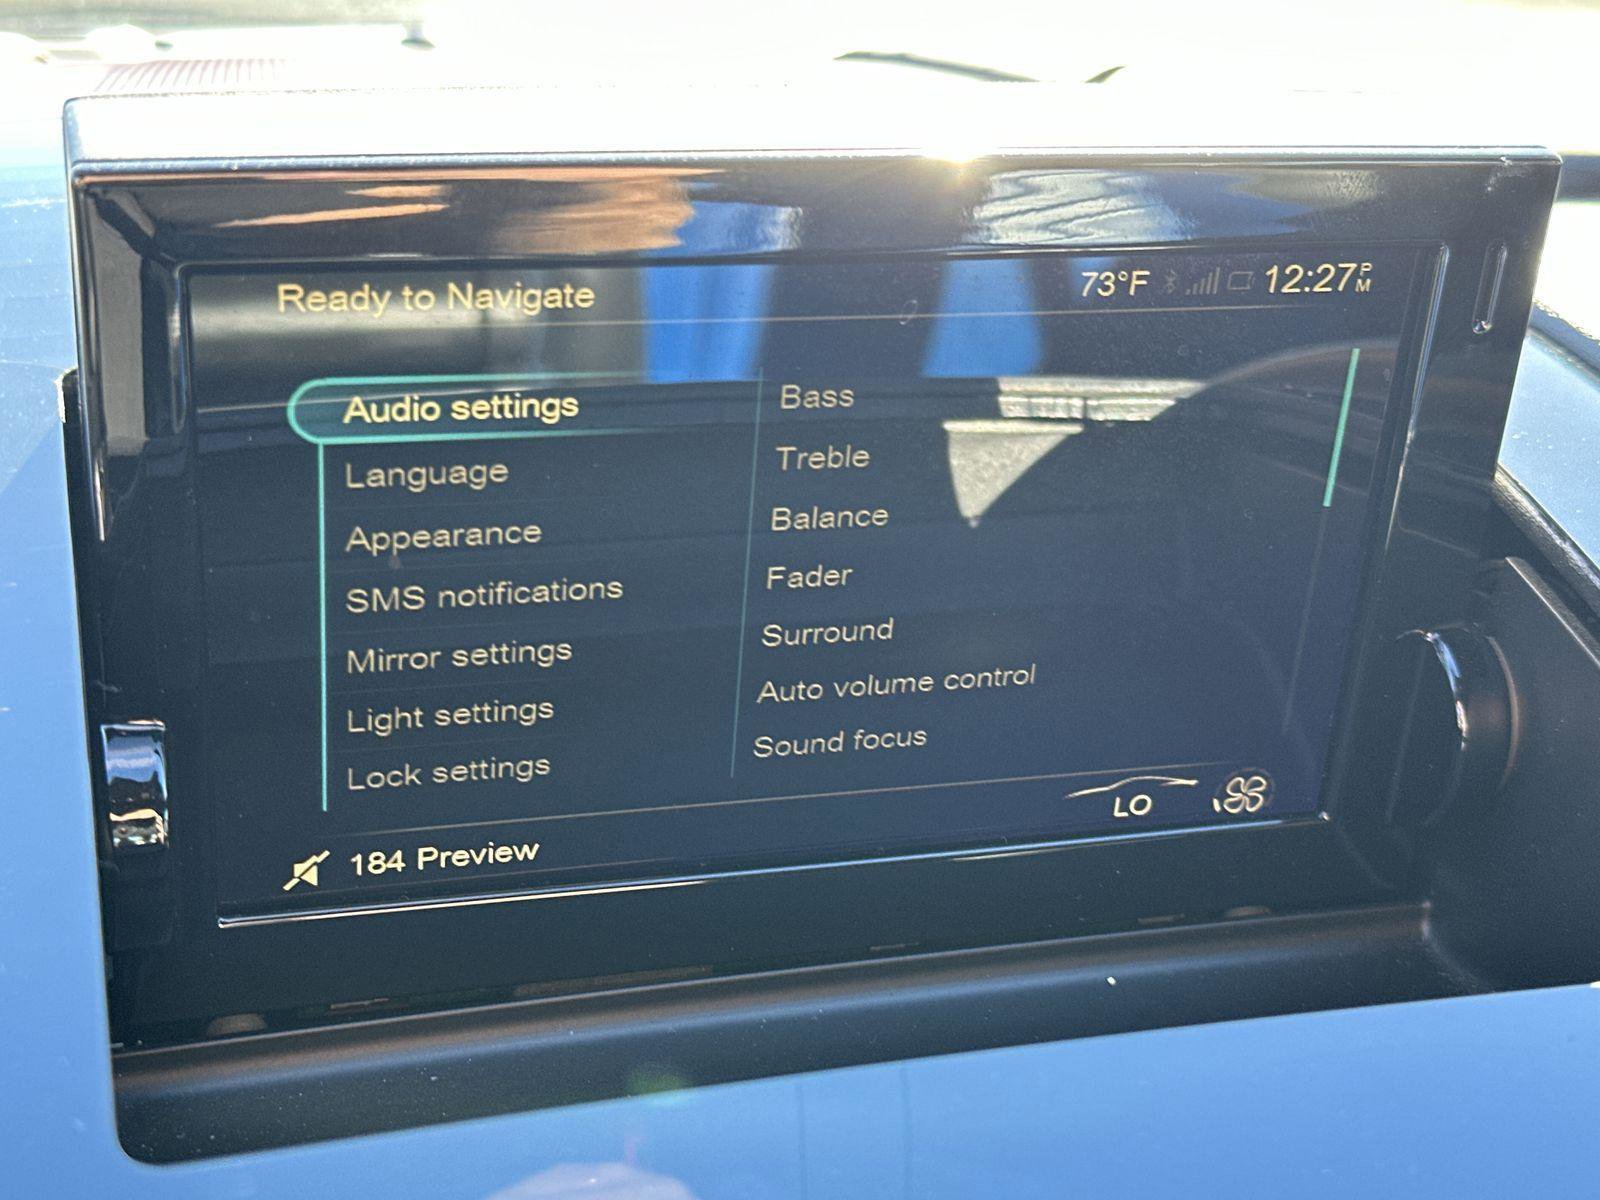 Ready to Navigate
73°F 12:27PM
Audio settings
Language
Appearance
SMS notifications
Mirror settings
Light settings
Lock settings
Bass
Treble
Balance
Fader
Surround
Auto volume control
Sound focus
LO
184 Preview